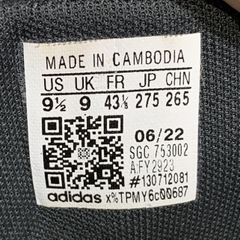 MADE IN CAMBODIA
US UK FR JP CHN
9½ 9 43⅓ 275 265
06/22
SGC 753002
AFY2923
#130712081
adidas x%TPMY6c00687